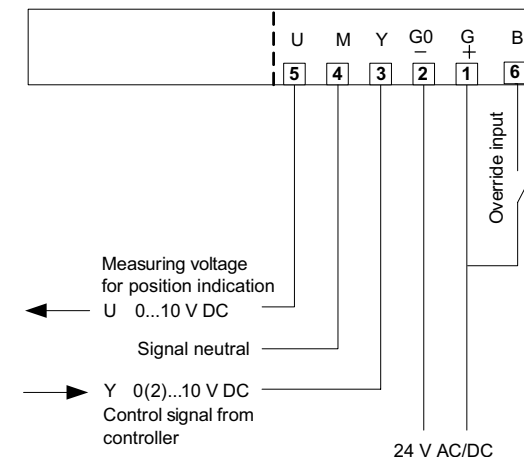 U M Y G0 G B
− +
5 4 3 2 1 6
Override input
Measuring voltage
for position indication
U 0...10 V DC
Signal neutral
Y 0(2)...10 V DC
Control signal from
controller
24 V AC/DC